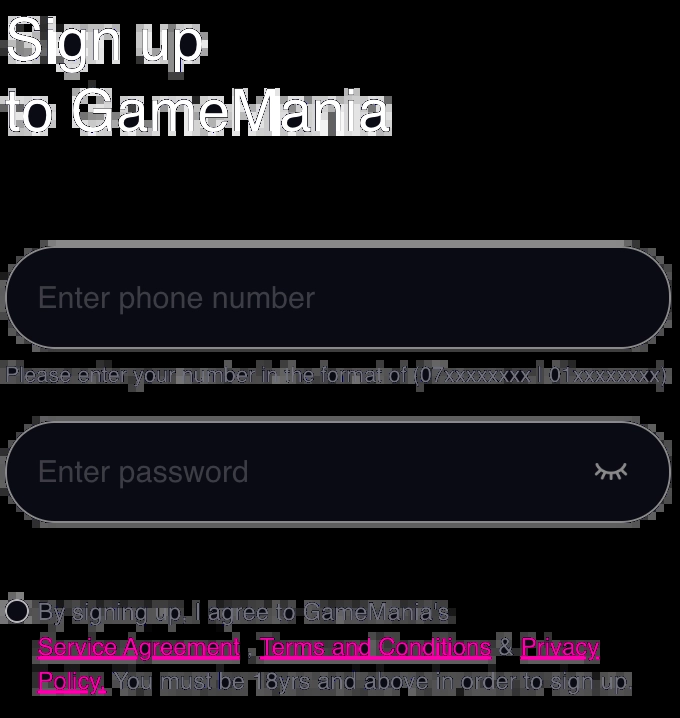 Sign up
to GameMania
Enter phone number
Please enter your number in the format of (07xxxxxxxx | 01xxxxxxxx)
Enter password
By signing up. I agree to GameMania's
Service Agreement , Terms and Conditions & Privacy
Policy. You must be 18yrs and above in order to sign up.